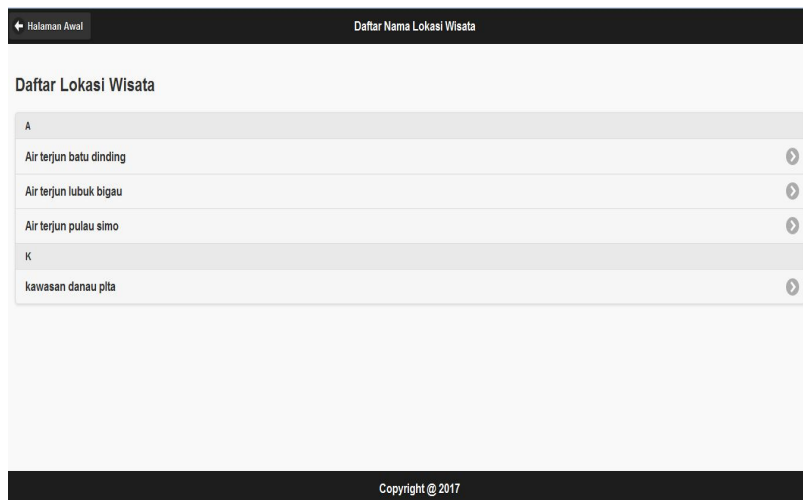 Halaman Awal
Daftar Nama Lokasi Wisata
Daftar Lokasi Wisata
A
Air terjun batu dinding
Air terjun lubuk bigau
Air terjun pulau simo
K
kawasan danau plta
Copyright @ 2017